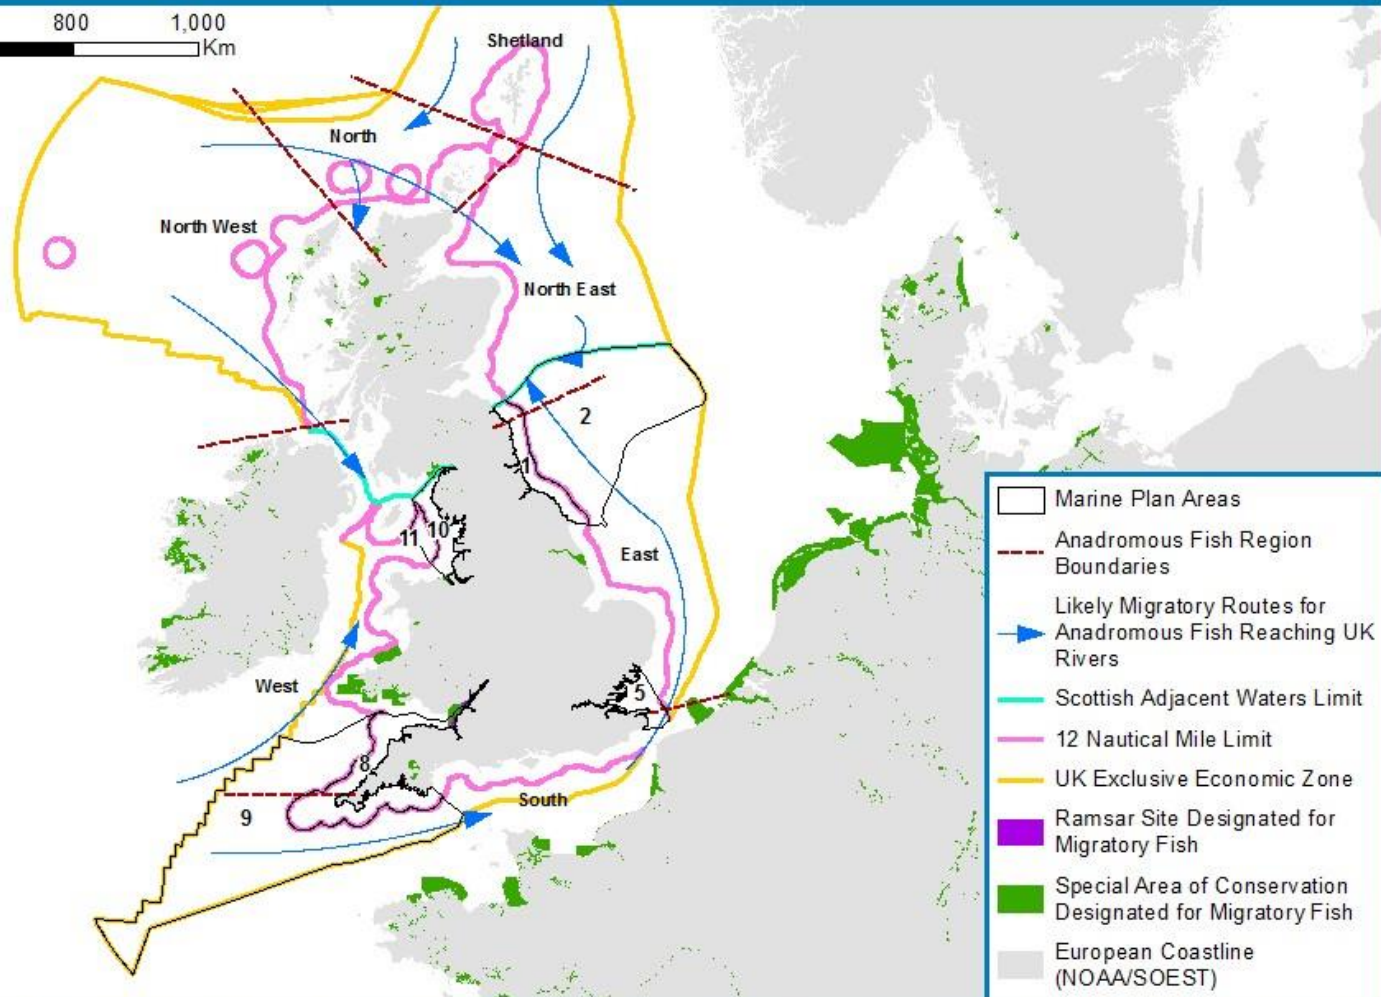 800 1,000
Km
Shetland
North
North West
North East
2
1
10
11
East
West
5
8
9
South
Marine Plan Areas
Anadromous Fish Region
Boundaries
Likely Migratory Routes for
Anadromous Fish Reaching UK
Rivers
Scottish Adjacent Waters Limit
12 Nautical Mile Limit
UK Exclusive Economic Zone
Ramsar Site Designated for
Migratory Fish
Special Area of Conservation
Designated for Migratory Fish
European Coastline
(NOAA/SOEST)